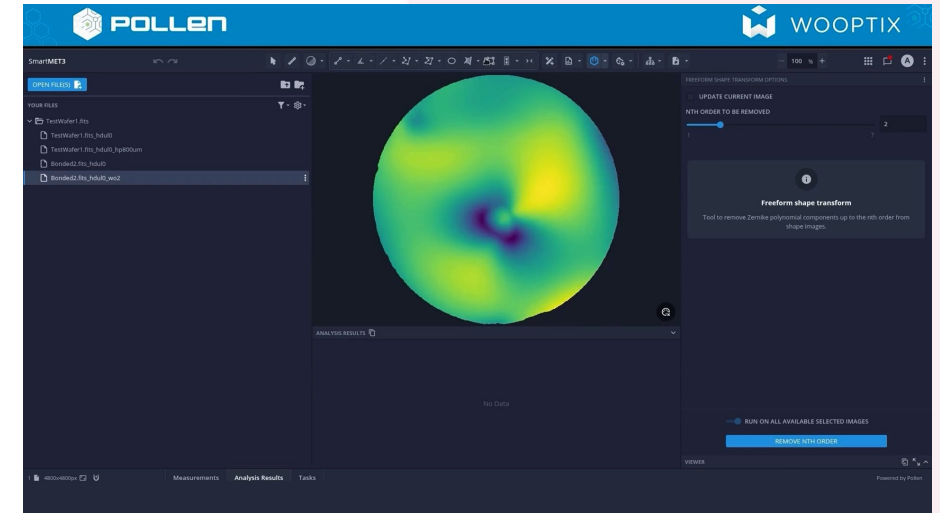 POLLEN
WOOPTIX
SmartMET3
100 % +
A
OPEN FILE(S)
YOUR FILES
TestWafer1.fits
TestWafer1.fits_hdul0
TestWafer1.fits_hdul0_hp800um
Bonded2.fits_hdul0
Bonded2.fits_hdul0_wo2
FREEFORM SHAPE TRANSFORM OPTIONS
UPDATE CURRENT IMAGE
NTH ORDER TO BE REMOVED
2
1
7
Freeform shape transform
Tool to remove Zernike polynomial components up to the nth order from
shape images.
ANALYSIS RESULTS
No Data
RUN ON ALL AVAILABLE SELECTED IMAGES
REMOVE NTH ORDER
VIEWER
1
4800x4800px
Measurements
Analysis Results
Tasks
Powered by Pollen